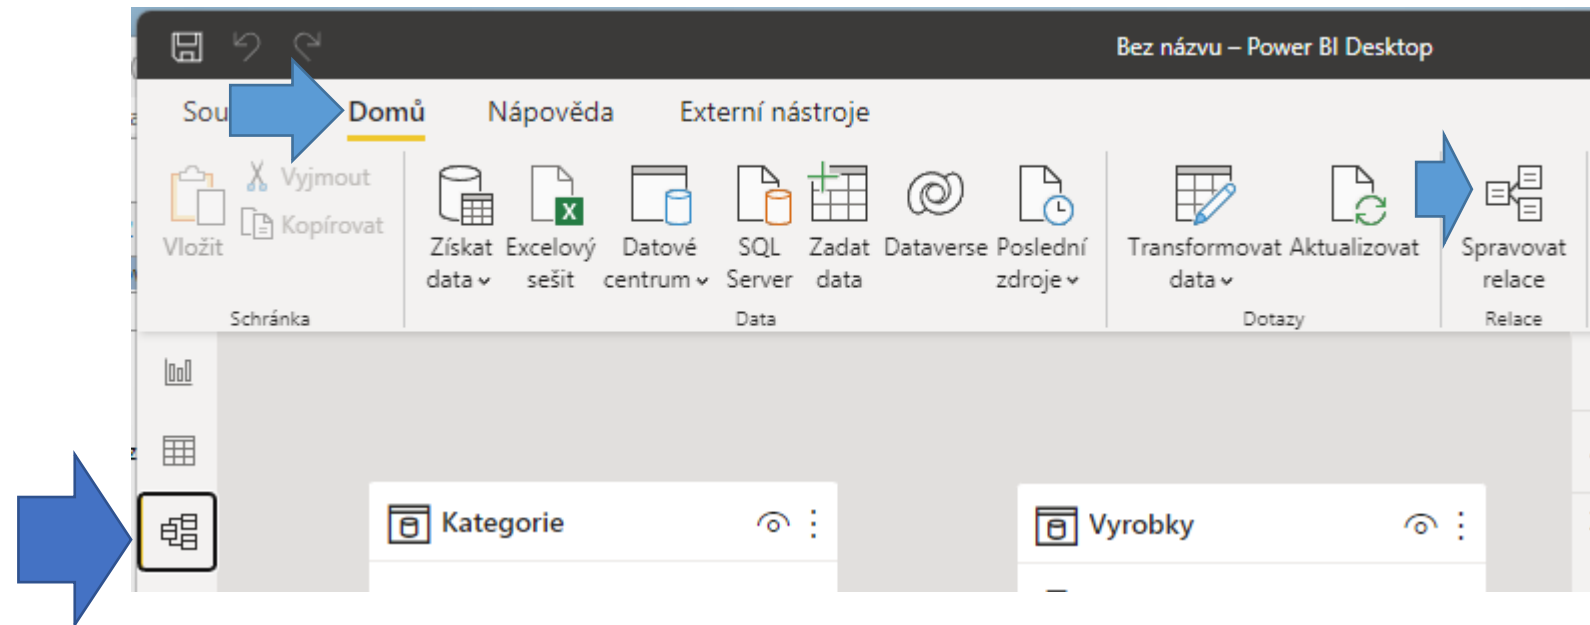 Bez názvu – Power BI Desktop
Sou Domů Nápověda Externí nástroje
Vyjmout
Kopírovat
Vložit
Získat data
Excelový sešit
Datové centrum
SQL Server
Zadat data
Dataverse
Poslední zdroje
Transformovat data
Aktualizovat
Spravovat relace
Schránka
Data
Dotazy
Relace
Kategorie
Vyrobky